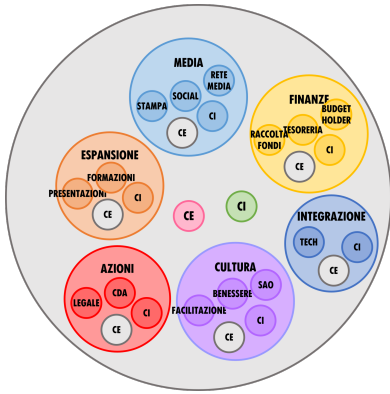 MEDIA
RETE
MEDIA
SOCIAL
STAMPA
CI
CE
FINANZE
BUDGET
HOLDER
TESORERIA
RACCOLTA
FONDI
CI
CE
ESPANSIONE
FORMAZIONI
PRESENTAZIONI
CI
CE
CE
CI
INTEGRAZIONE
TECH
CI
CE
AZIONI
CDA
LEGALE
CI
CE
CULTURA
SAO
BENESSERE
FACILITAZIONE
CI
CE